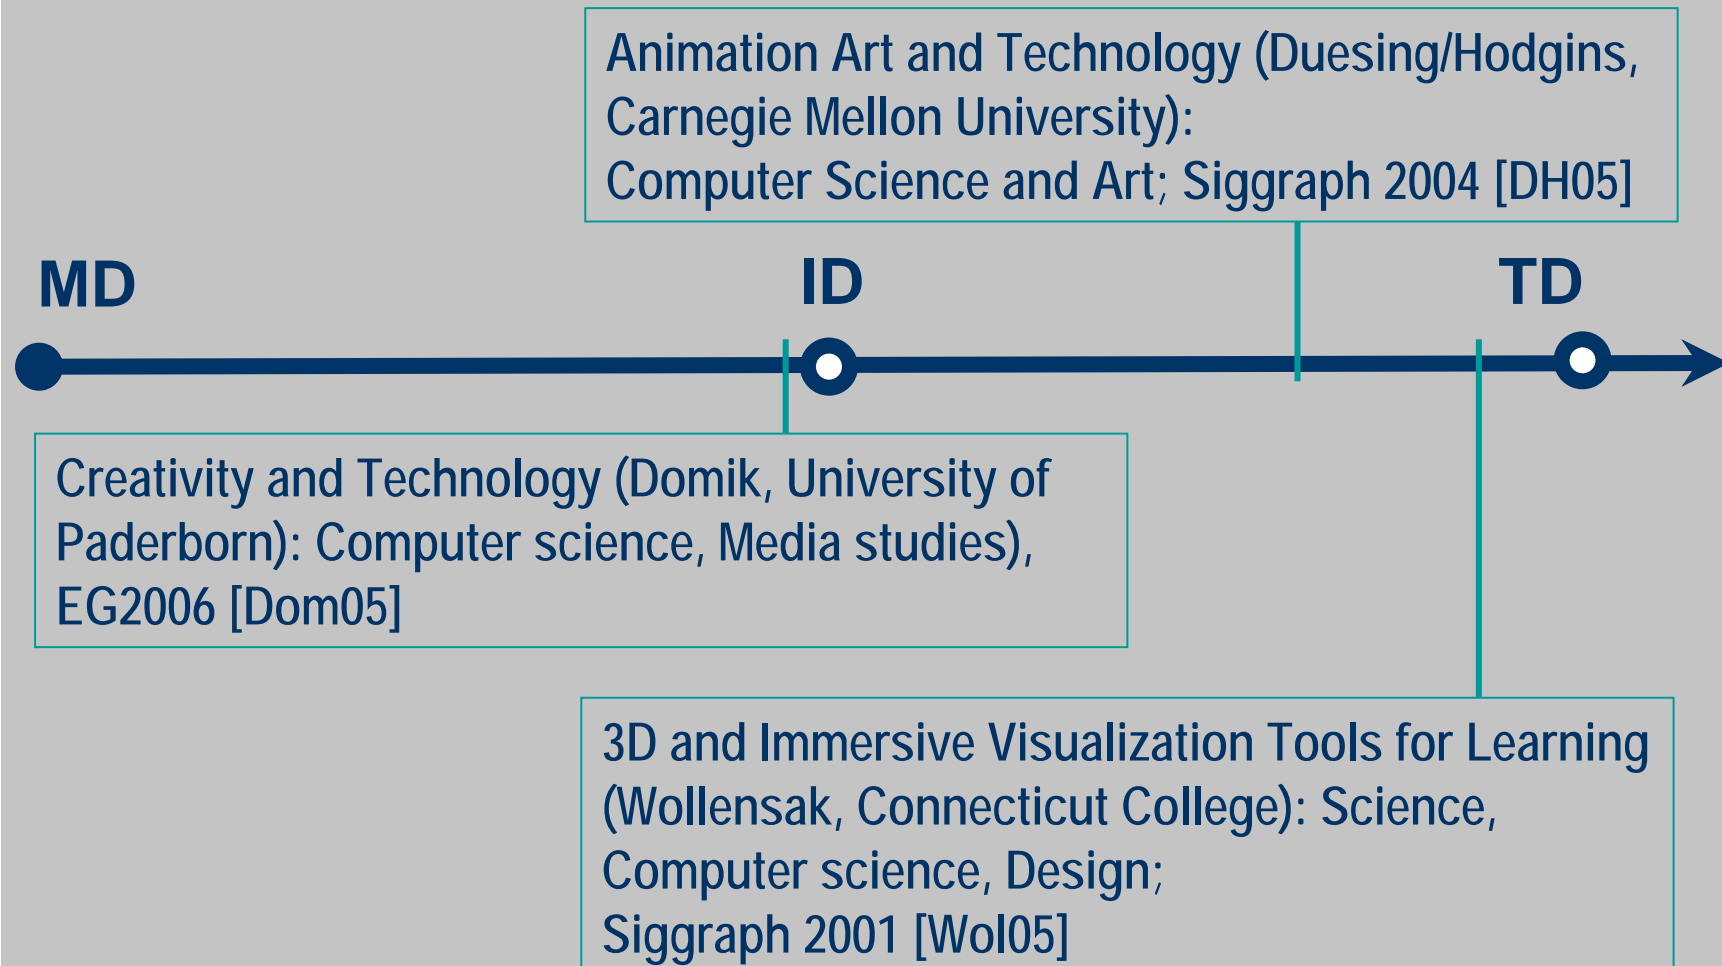 Animation Art and Technology (Duesing/Hodgins,
Carnegie Mellon University):
Computer Science and Art; Siggraph 2004 [DH05]
MD
ID
TD
Creativity and Technology (Domik, University of
Paderborn): Computer science, Media studies),
EG2006 [Dom05]
3D and Immersive Visualization Tools for Learning
(Wollensak, Connecticut College): Science,
Computer science, Design;
Siggraph 2001 [Wol05]